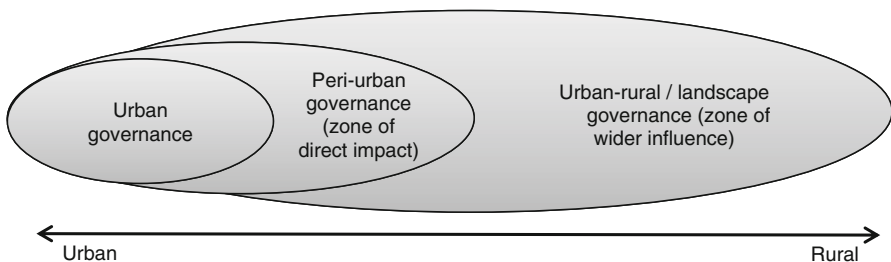 Urban
governance
Peri-urban
governance
(zone of
direct impact)
Urban-rural / landscape
governance (zone of
wider influence)
Urban
Rural